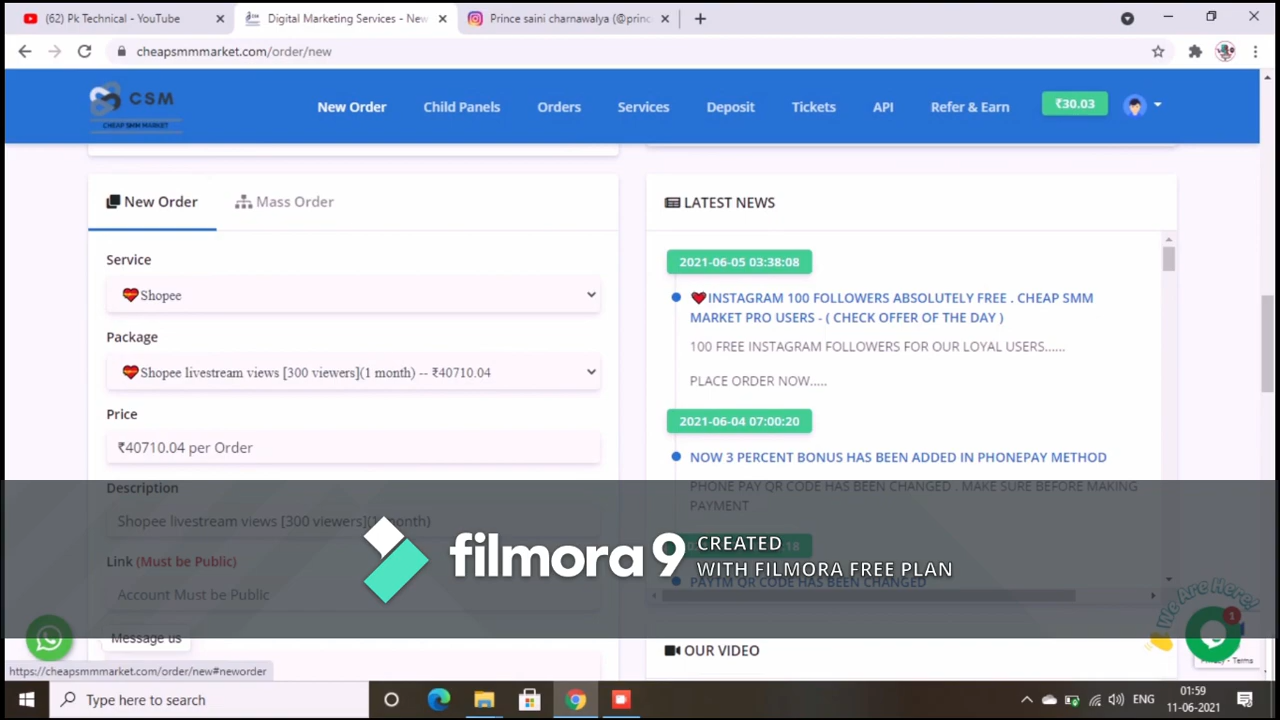 (62) Pk Technical - YouTube
Digital Marketing Services - New
Prince saini charnawalya (@princ
cheapsmmmarket.com/order/new
CSM
CHEAP SMM MARKET
New Order
Child Panels
Orders
Services
Deposit
Tickets
API
Refer & Earn
₹30.03
New Order
Mass Order
Service
Shopee
Package
Shopee livestream views [300 viewers](1 month) -- ₹40710.04
Price
₹40710.04 per Order
Description
Shopee livestream views [300 viewers](1 month)
Link (Must be Public)
Account Must be Public
Message us
https://cheapsmmmarket.com/order/new#neworder
LATEST NEWS
2021-06-05 03:38:08
INSTAGRAM 100 FOLLOWERS ABSOLUTELY FREE . CHEAP SMM
MARKET PRO USERS - ( CHECK OFFER OF THE DAY )
100 FREE INSTAGRAM FOLLOWERS FOR OUR LOYAL USERS......
PLACE ORDER NOW.....
2021-06-04 07:00:20
NOW 3 PERCENT BONUS HAS BEEN ADDED IN PHONEPAY METHOD
PHONE PAY QR CODE HAS BEEN CHANGED . MAKE SURE BEFORE MAKING
PAYMENT
PAYTM QR CODE HAS BEEN CHANGED
filmora9
CREATED
WITH FILMORA FREE PLAN
OUR VIDEO
We Are Here!
1
Privacy - Terms
Type here to search
ENG
01:59
11-06-2021